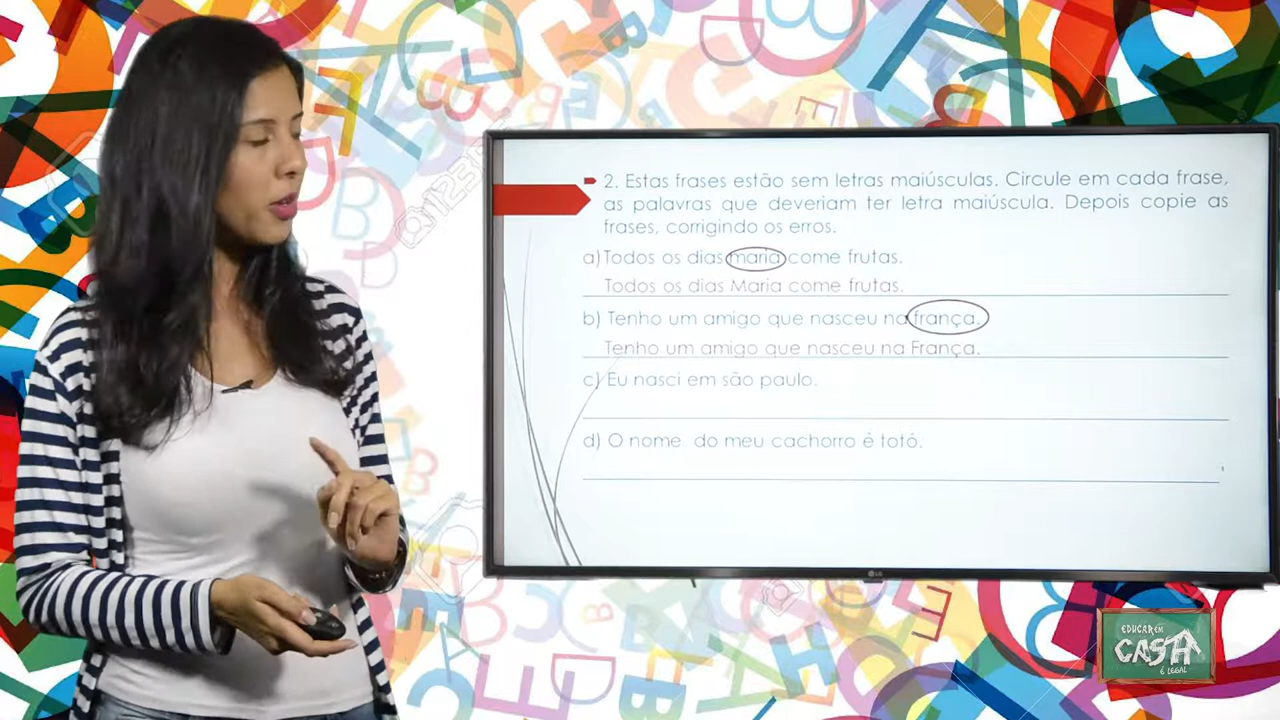 2. Estas frases estão sem letras maiúsculas. Circule em cada frase,
as palavras que deveriam ter letra maiúscula. Depois copie as
frases, corrigindo os erros.
a) Todos os dias maria come frutas.
Todos os dias Maria come frutas.
b) Tenho um amigo que nasceu na frança.
Tenho um amigo que nasceu na França.
c) Eu nasci em são paulo.
d) O nome do meu cachorro é totó.
LG
EDUCAR EM
CASA
É LEGAL